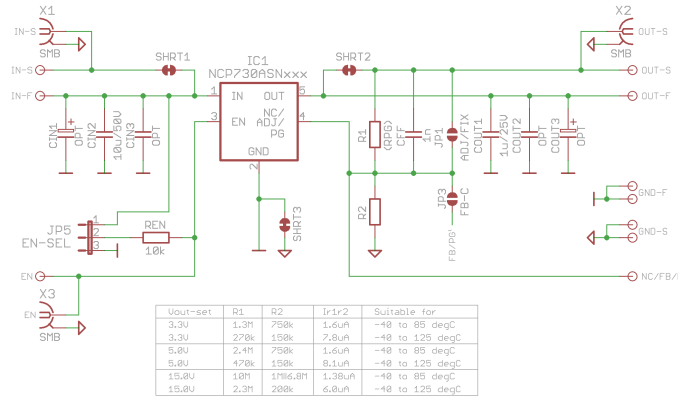 X1
X2
IN-S
OUT-S
SMB
SMB
SHRT1
SHRT2
IC1
NCP730ASNxxx
IN-S
OUT-S
IN-F
OUT-F
1
IN
OUT
5
3
EN
NC/
ADJ/
PG
4
GND
2
CIN1
OPT
CIN2
10u/50V
CIN3
OPT
R1
(RPG)
CFF
1n
JP1
ADJ/FIX
COUT1
1u/25V
COUT2
OPT
COUT3
OPT
R2
JP3
FB-C
FB/PG'
GND-F
GND-S
SHRT3
JP5
EN-SEL
1
2
3
REN
10k
EN
NC/FB/
X3
EN
SMB
Vout-set R1 R2 Ir1r2 Suitable for
3.3V 1.3M 750k 1.6uA -40 to 85 degC
3.3V 270k 150k 7.8uA -40 to 125 degC
5.0V 2.4M 750k 1.6uA -40 to 85 degC
5.0V 470k 150k 8.1uA -40 to 125 degC
15.0V 10M 1M||6.8M 1.38uA -40 to 85 degC
15.0V 2.3M 200k 6.0uA -40 to 125 degC